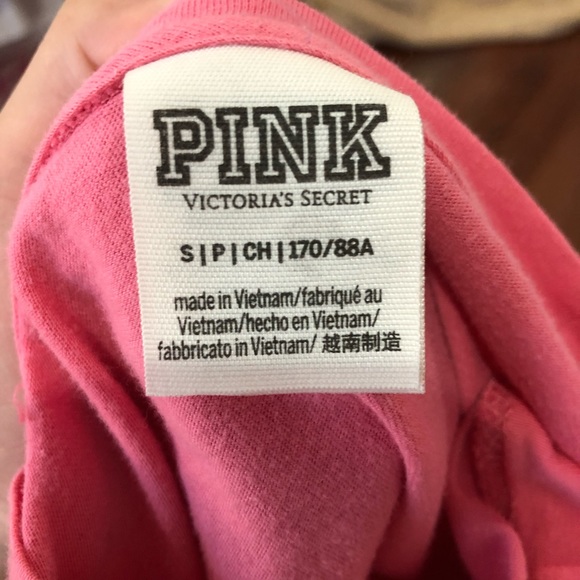 PINK
VICTORIA'S SECRET
S | P | CH | 170/88A
made in Vietnam/fabriqué au
Vietnam/hecho en Vietnam/
fabbricato in Vietnam/ 越南制造